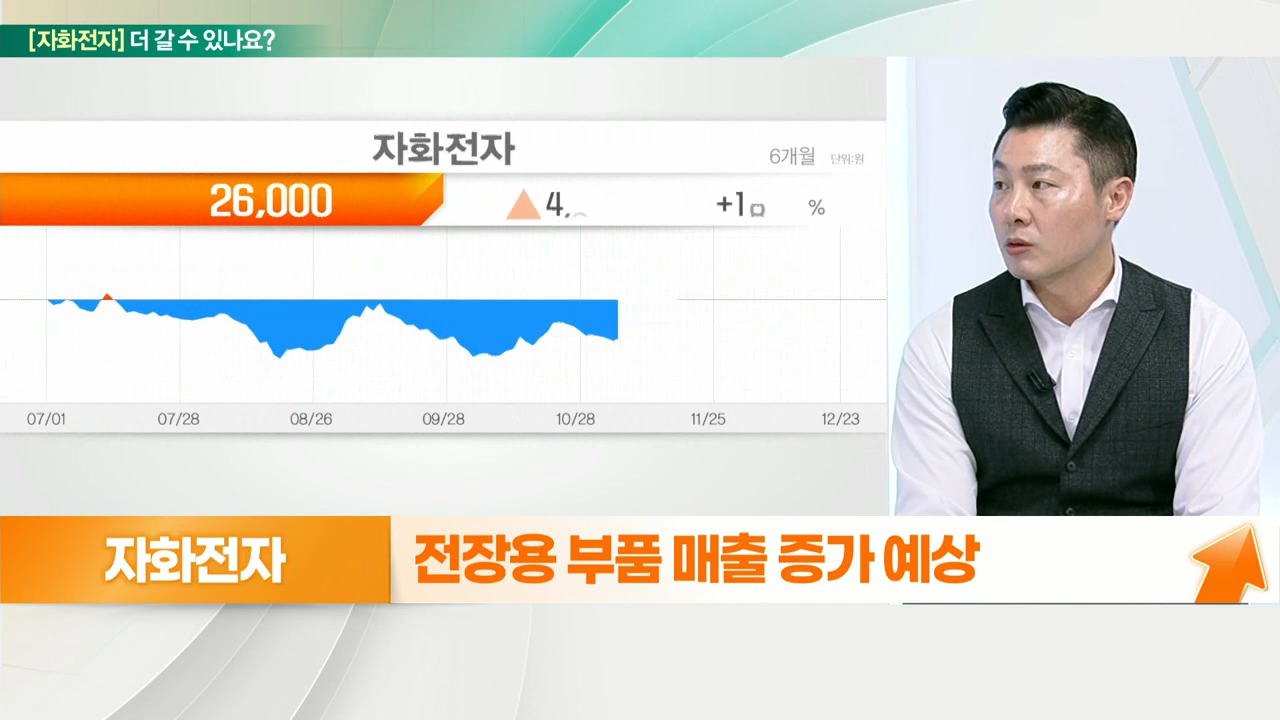 [자화전자] 더 갈 수 있나요?
자화전자
6개월 단위:원
26,000 ▲ 4, +1 %
07/01 07/28 08/26 09/28 10/28 11/25 12/23
자화전자 전장용 부품 매출 증가 예상